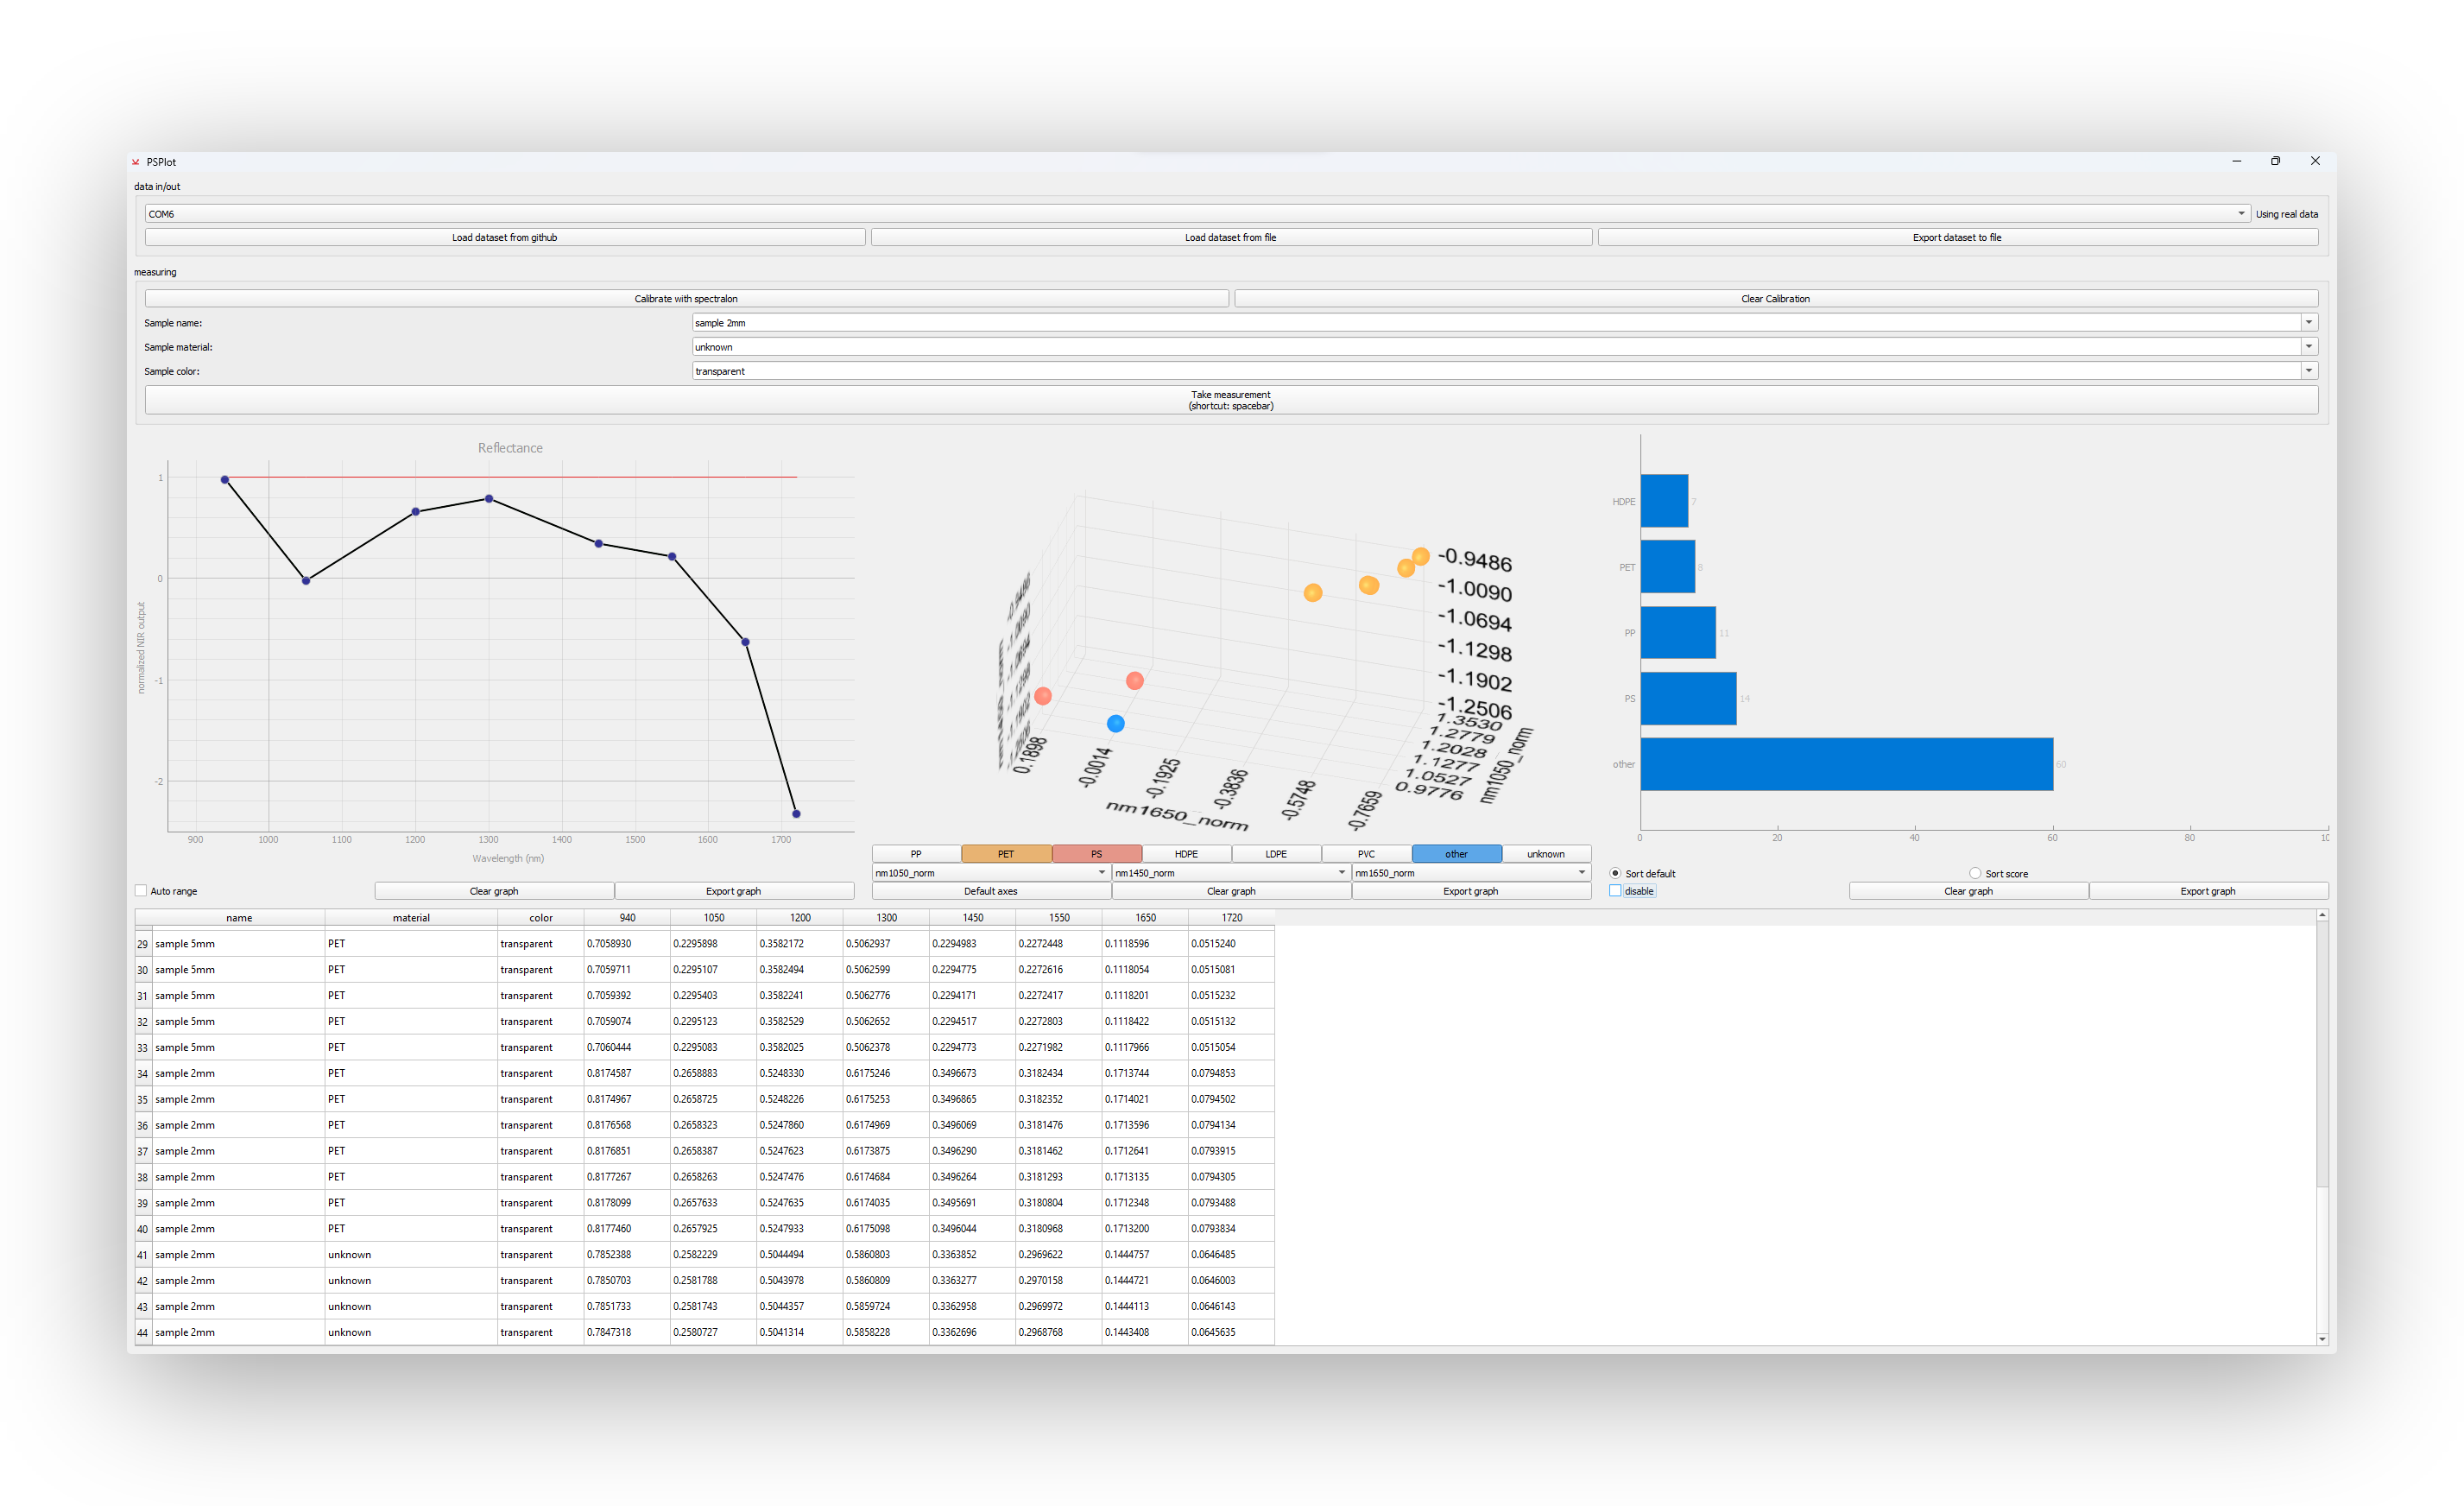 PSPlot
data in/out
COM6 Using real data
Load dataset from github Load dataset from file Export dataset to file
measuring
Calibrate with spectralon Clear Calibration
Sample name: sample 2mm
Sample material: unknown
Sample color: transparent
Take measurement
(shortcut: spacebar)
Reflectance
1
0
-1
-2
normalized NIR output
900 1000 1100 1200 1300 1400 1500 1600 1700
Wavelength (nm)
Auto range Clear graph Export graph
-0.9486
-1.0090
-1.0694
-1.1298
-1.1902
-1.2506
1.3530
1.2779
1.2028
1.1277
1.0527
0.9776
nm1050_norm
0.1898 -0.0014 -0.1925 -0.3836 -0.5748 -0.7659
nm1650_norm
PP PET PS HDPE LDPE PVC other unknown
nm1050_norm nm1450_norm nm1650_norm
Default axes Clear graph Export graph
HDPE 7
PET 8
PP 11
PS 14
other 60
0 20 40 60 80
Sort default Sort score
disable Clear graph Export graph
name material color 940 1050 1200 1300 1450 1550 1650 1720
29 sample 5mm PET transparent 0.7058930 0.2295898 0.3582172 0.5062937 0.2294983 0.2272448 0.1118596 0.0515240
30 sample 5mm PET transparent 0.7059711 0.2295107 0.3582494 0.5062599 0.2294775 0.2272616 0.1118054 0.0515081
31 sample 5mm PET transparent 0.7059392 0.2295403 0.3582241 0.5062776 0.2294171 0.2272417 0.1118201 0.0515232
32 sample 5mm PET transparent 0.7059074 0.2295123 0.3582529 0.5062652 0.2294517 0.2272803 0.1118422 0.0515132
33 sample 5mm PET transparent 0.7060444 0.2295083 0.3582025 0.5062378 0.2294773 0.2271982 0.1117966 0.0515054
34 sample 2mm PET transparent 0.8174587 0.2658883 0.5248330 0.6175246 0.3496673 0.3182434 0.1713744 0.0794853
35 sample 2mm PET transparent 0.8174967 0.2658725 0.5248226 0.6175253 0.3496865 0.3182352 0.1714021 0.0794502
36 sample 2mm PET transparent 0.8176568 0.2658323 0.5247860 0.6174969 0.3496069 0.3181476 0.1713596 0.0794134
37 sample 2mm PET transparent 0.8176851 0.2658387 0.5247623 0.6173875 0.3496290 0.3181462 0.1712641 0.0793915
38 sample 2mm PET transparent 0.8177267 0.2658263 0.5247476 0.6174684 0.3496264 0.3181293 0.1713135 0.0794305
39 sample 2mm PET transparent 0.8178099 0.2657633 0.5247635 0.6174035 0.3495691 0.3180804 0.1712348 0.0793488
40 sample 2mm PET transparent 0.8177460 0.2657925 0.5247933 0.6175098 0.3496044 0.3180968 0.1713200 0.0793834
41 sample 2mm unknown transparent 0.7852388 0.2582229 0.5044494 0.5860803 0.3363852 0.2969622 0.1444757 0.0646485
42 sample 2mm unknown transparent 0.7850703 0.2581788 0.5043978 0.5860809 0.3363277 0.2970158 0.1444721 0.0646003
43 sample 2mm unknown transparent 0.7851733 0.2581743 0.5044357 0.5859724 0.3362958 0.2969972 0.1444113 0.0646143
44 sample 2mm unknown transparent 0.7847318 0.2580727 0.5041314 0.5858228 0.3362696 0.2968768 0.1443408 0.0645635